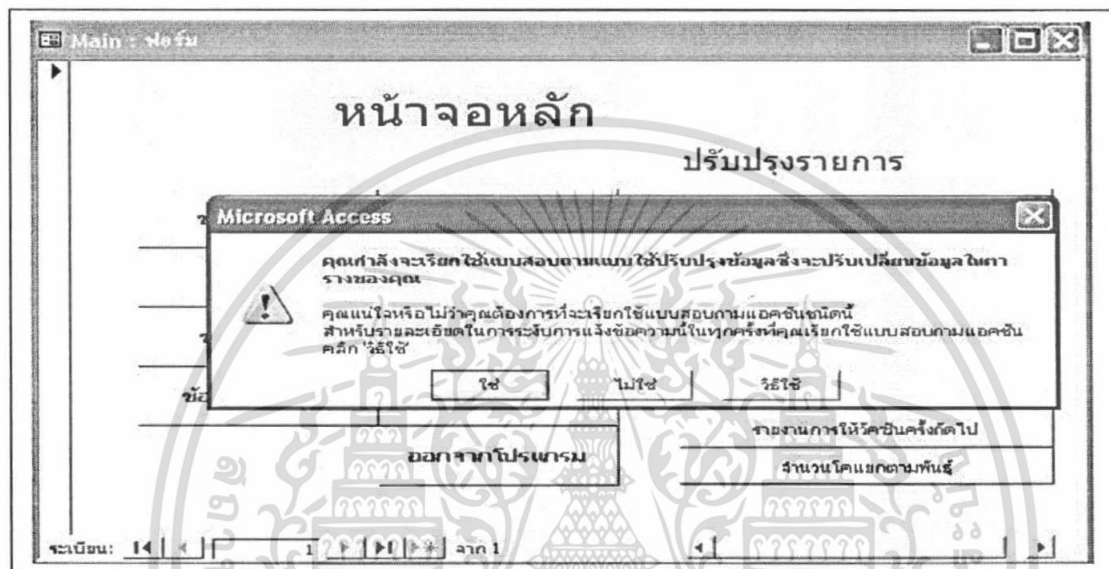 Main : ฟอร์ม
หน้าจอหลัก
ปรับปรุงรายการ
Microsoft Access
คุณกำลังจะเรียกใช้แบบสอบถามแบบใช้ปรับปรุงข้อมูลซึ่งจะปรับเปลี่ยนข้อมูลในตา
รางของคุณ
คุณแน่ใจหรือไม่ว่าคุณต้องการที่จะเรียกใช้แบบสอบถามแอคชันชนิดนี้
สำหรับรายละเอียดในการระงับการแจ้งข้อความนี้ในทุกครั้งที่คุณเรียกใช้แบบสอบถามแอคชัน
คลิก 'วิธีใช้'
ใช่ ไม่ใช่ วิธีใช้
รายงานการให้วัคซีนครั้งถัดไป
ออกจากโปรแกรม
จำนวนโคแยกตามพันธุ์
ระเบียน: 1 จาก 1